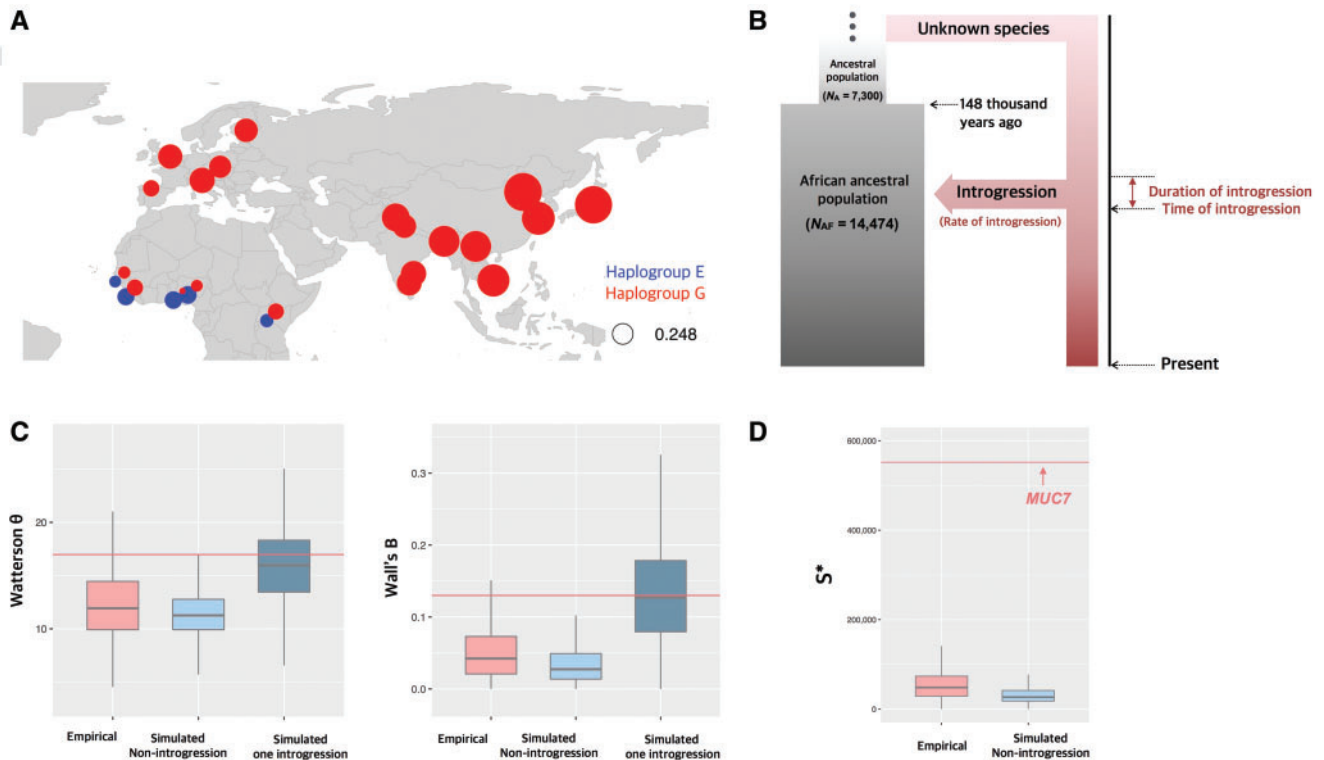 A
Haplogroup E
Haplogroup G
0.248
B
Unknown species
Ancestral
population
(NA = 7,300)
148 thousand
years ago
African ancestral
population
(NAF = 14,474)
Introgression
(Rate of introgression)
Duration of introgression
Time of introgression
Present
C
Watterson θ
20
10
Empirical
Simulated
Non-introgression
Simulated
one introgression
Wall's B
0.3
0.2
0.1
0.0
Empirical
Simulated
Non-introgression
Simulated
one introgression
D
S*
600,000
400,000
200,000
0
MUC7
Empirical
Simulated
Non-introgression